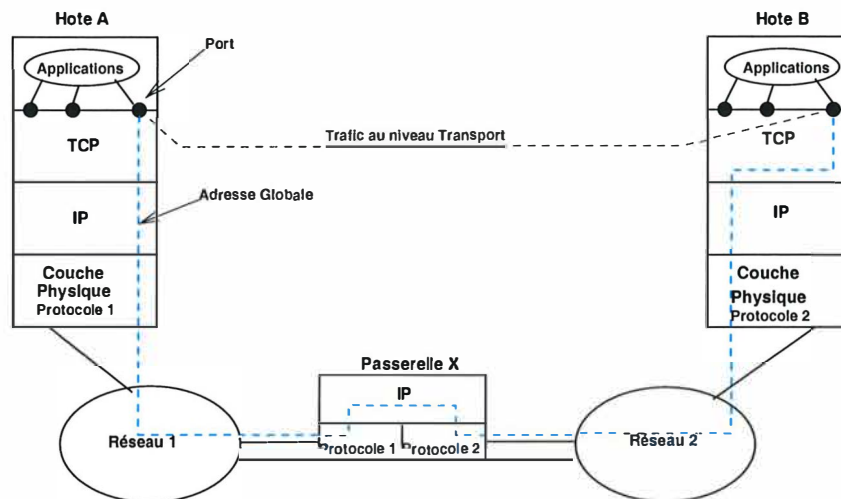 Hote A
Hote B
Port
Applications
Applications
Trafic au niveau Transport
TCP
TCP
Adresse Globale
IP
IP
Couche
Physique
Protocole 1
Couche
Physique
Protocole 2
Passerelle X
IP
Réseau 1
Protocole 1
Protocole 2
Réseau 2